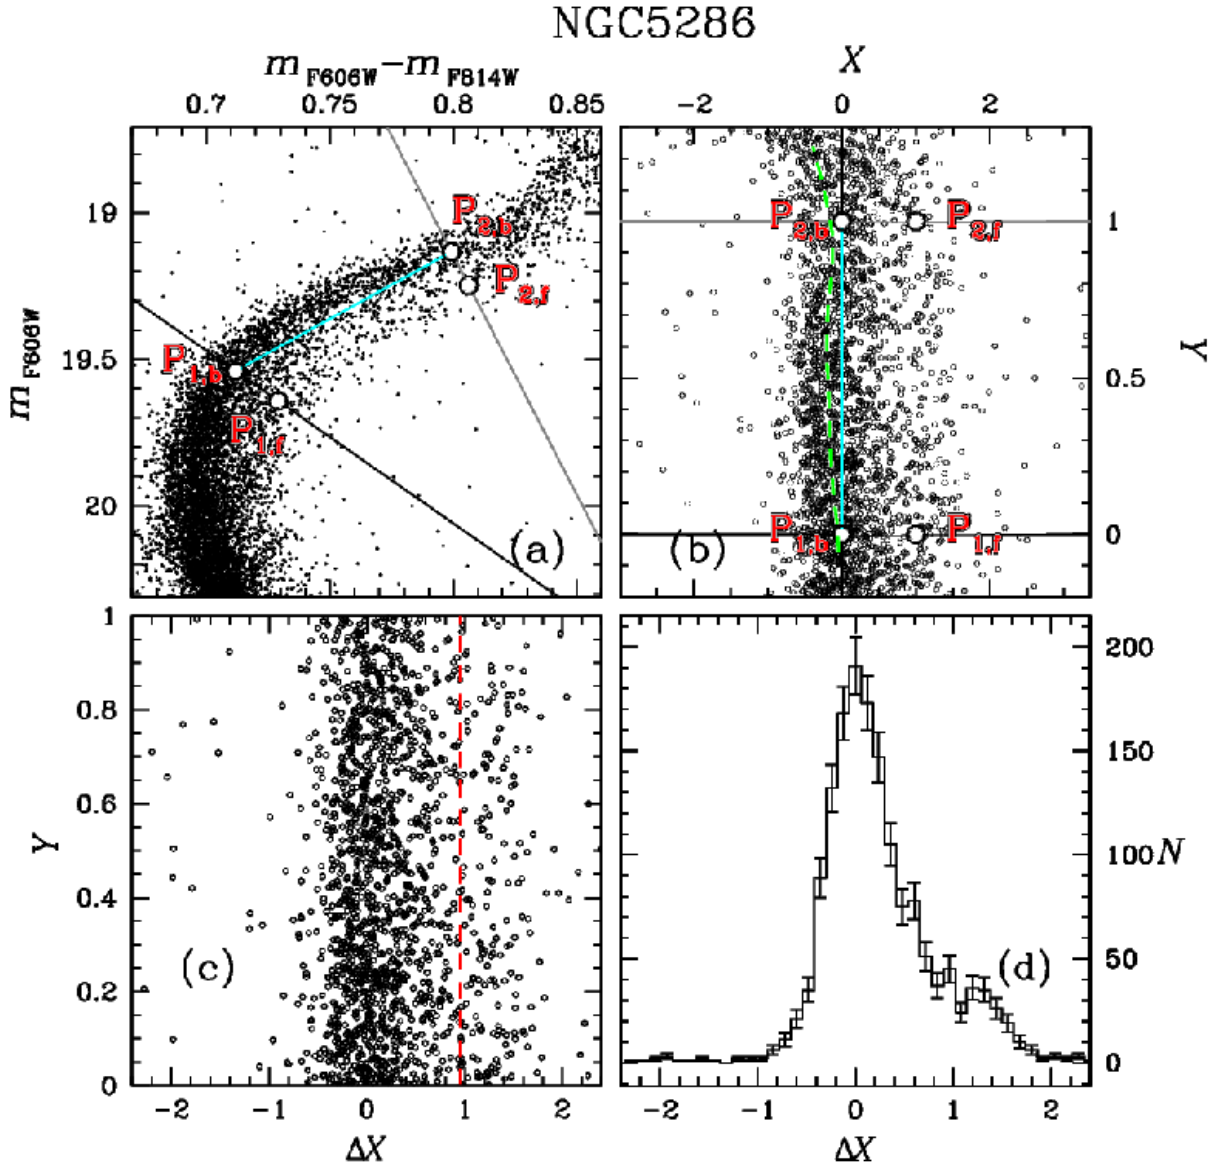 NGC5286
m F606W−m F814W
X
0.7 0.75 0.8 0.85
-2 0 2
19
19.5
20
m F606W
P2,b
P2,f
P1,b
P1,f
(a)
P2,b
P2,f
P1,b
P1,f
(b)
1
0.5
0
Y
1
0.8
0.6
0.4
0.2
0
Y
(c)
-2 -1 0 1 2
ΔX
200
150
100
50
0
N
(d)
-2 -1 0 1 2
ΔX